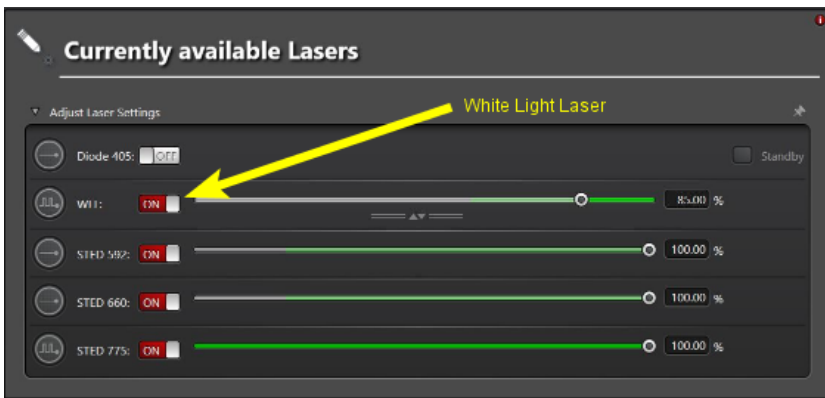 Currently available Lasers
Adjust Laser Settings
White Light Laser
Diode 405: OFF Standby
WLL: ON 85.00 %
STED 592: ON 100.00 %
STED 660: ON 100.00 %
STED 775: ON 100.00 %